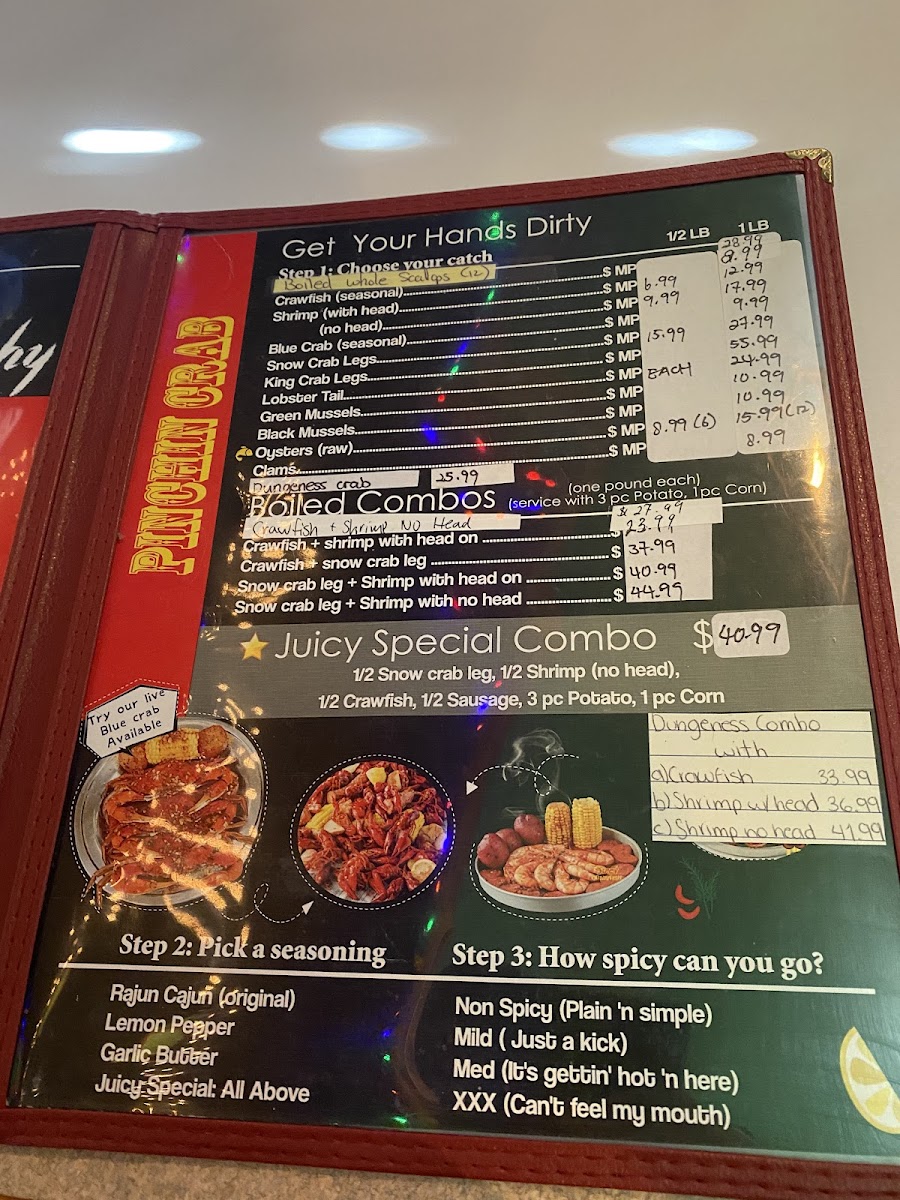 hy
PINCHIN CRAB
Get Your Hands Dirty
1/2 LB 1 LB
Step 1: Choose your catch
Boiled whole Scallops (12) 28.99
Crawfish (seasonal)....$ MP 8.99
Shrimp (with head)....$ MP 6.99 12.99
(no head)....$ MP 9.99 17.99
Blue Crab (seasonal)....$ MP 9.99
Snow Crab Legs....$ MP 15.99 27.99
King Crab Legs....$ MP 55.99
Lobster Tail....$ MP EACH 24.99
Green Mussels....$ MP 10.99
Black Mussels....$ MP 10.99
Oysters (raw)....$ MP 8.99 (6) 15.99 (12)
Clams....$ MP 8.99
Dungeness crab 25.99
(one pound each)
Boiled Combos (service with 3 pc Potato, 1pc Corn)
Crawfish + Shrimp No Head $ 27.99
Crawfish + shrimp with head on ....$ 23.99
Crawfish + snow crab leg ....$ 37.99
Snow crab leg + Shrimp with head on ....$ 40.99
Snow crab leg + Shrimp with no head ....$ 44.99
Juicy Special Combo $40.99
1/2 Snow crab leg, 1/2 Shrimp (no head),
1/2 Crawfish, 1/2 Sausage, 3 pc Potato, 1 pc Corn
Try our live
Blue crab
Available
Dungeness Combo
with
a) Crawfish 33.99
b) Shrimp w/ head 36.99
c) Shrimp no head 41.99
Step 2: Pick a seasoning
Rajun Cajun (original)
Lemon Pepper
Garlic Butter
Juicy Special: All Above
Step 3: How spicy can you go?
Non Spicy (Plain 'n simple)
Mild ( Just a kick)
Med (It's gettin' hot 'n here)
XXX (Can't feel my mouth)